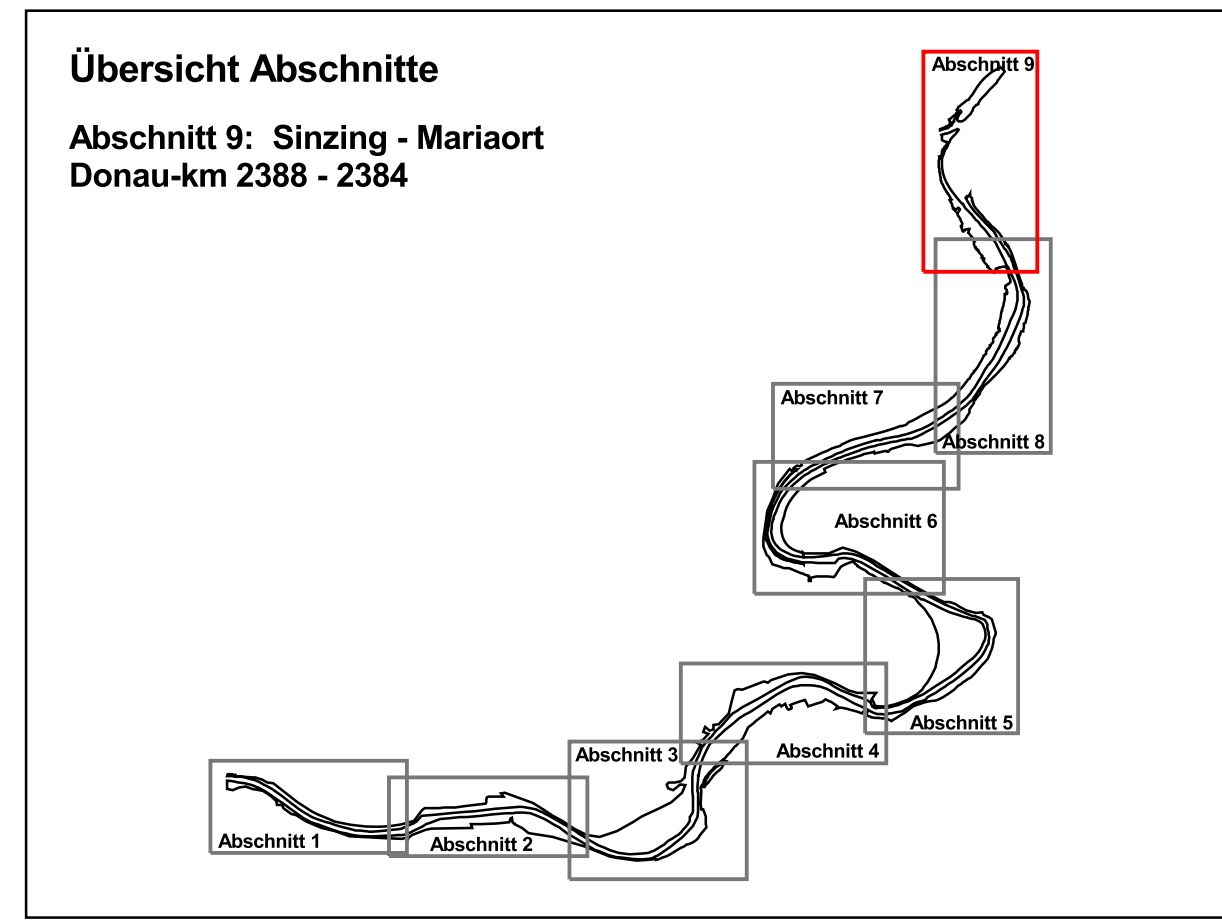 Übersicht Abschnitte
Abschnitt 9:  Sinzing - Mariaort
Donau-km 2388 - 2384
Abschnitt 9
Abschnitt 8
Abschnitt 7
Abschnitt 6
Abschnitt 5
Abschnitt 4
Abschnitt 3
Abschnitt 2
Abschnitt 1